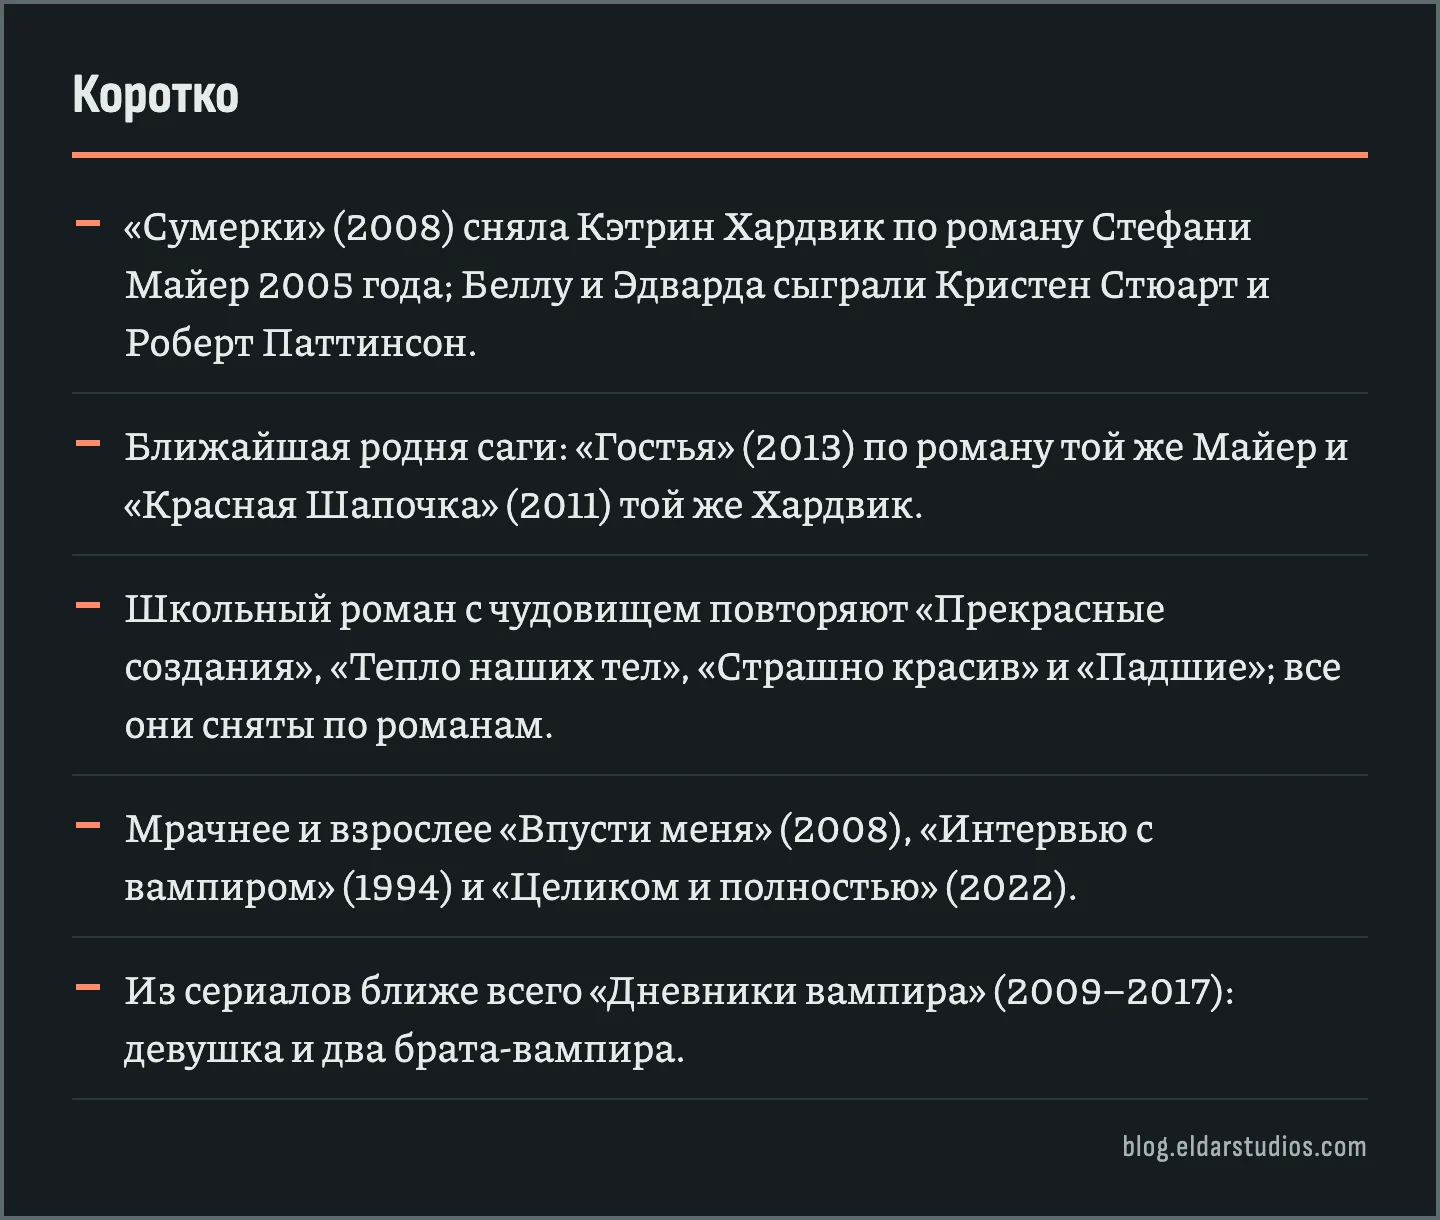 Коротко
«Сумерки» (2008) сняла Кэтрин Хардвик по роману Стефани
Майер 2005 года; Беллу и Эдварда сыграли Кристен Стюарт и
Роберт Паттинсон.
Ближайшая родня саги: «Гостья» (2013) по роману той же Майер и
«Красная Шапочка» (2011) той же Хардвик.
Школьный роман с чудовищем повторяют «Прекрасные
создания», «Тепло наших тел», «Страшно красив» и «Падшие»; все
они сняты по романам.
Мрачнее и взрослее «Впусти меня» (2008), «Интервью с
вампиром» (1994) и «Целиком и полностью» (2022).
Из сериалов ближе всего «Дневники вампира» (2009–2017):
девушка и два брата-вампира.
blog.eldarstudios.com